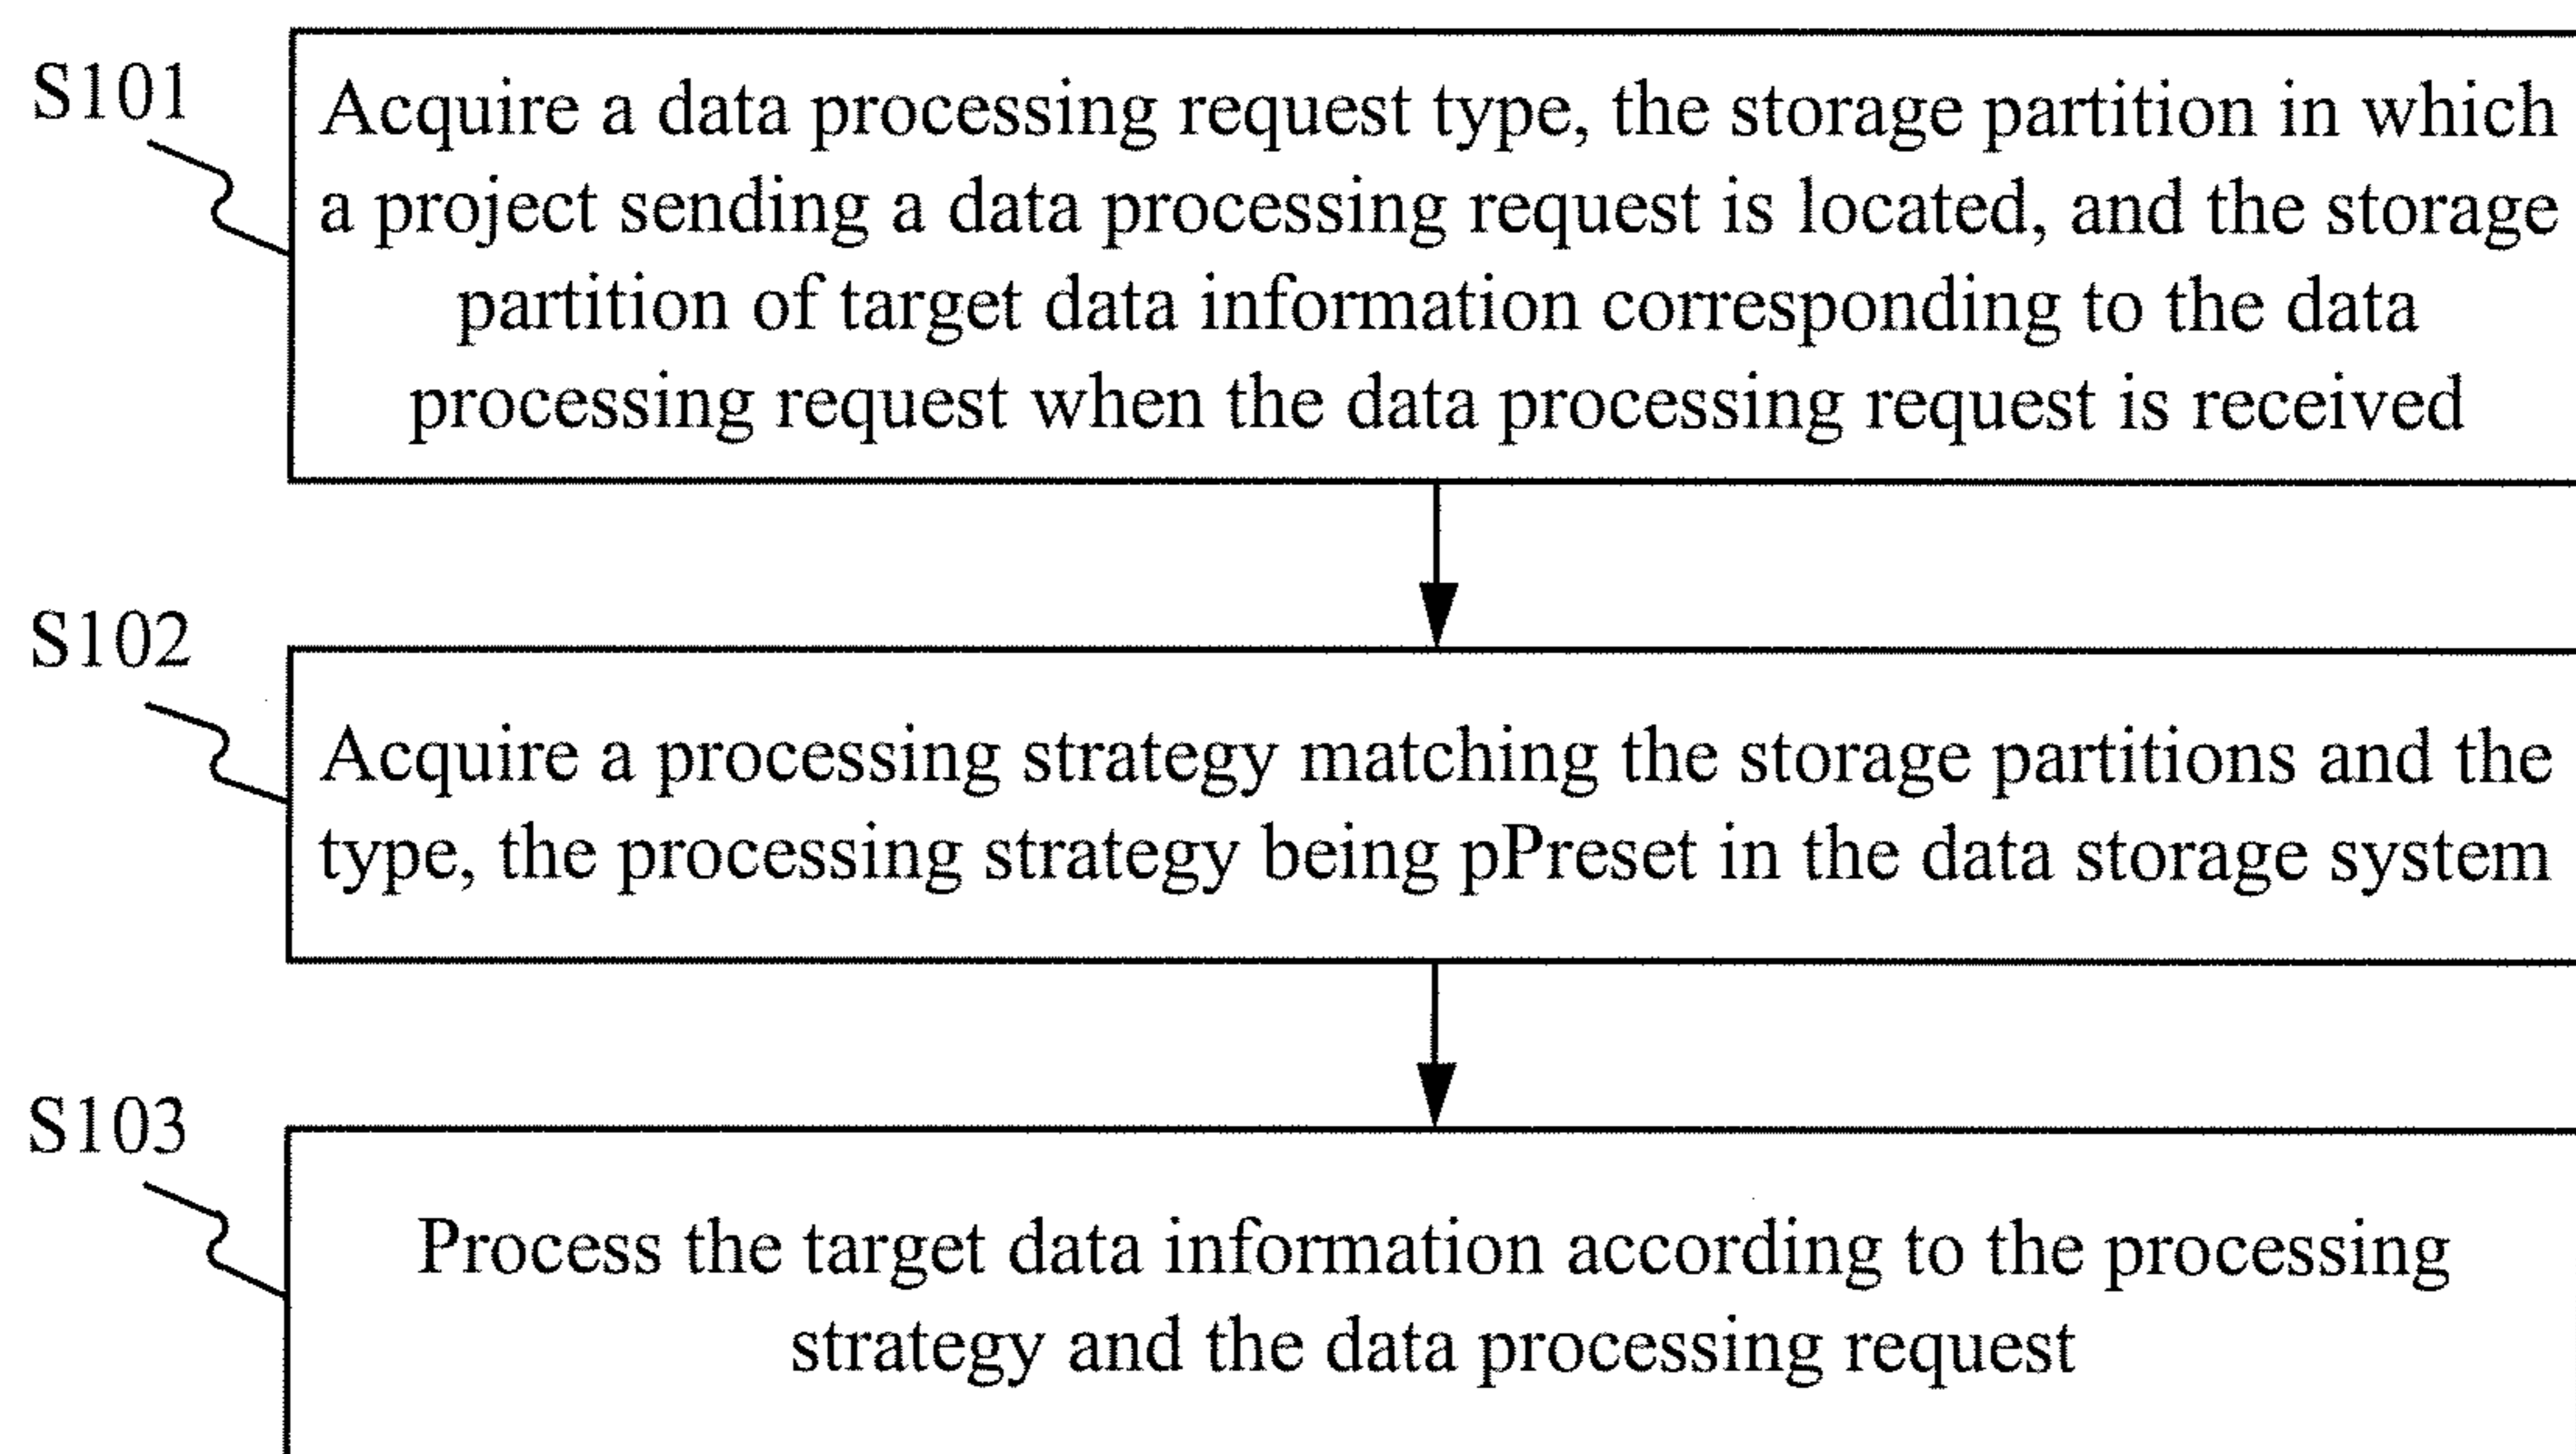 S101
Acquire a data processing request type, the storage partition in which
a project sending a data processing request is located, and the storage
partition of target data information corresponding to the data
processing request when the data processing request is received
S102
Acquire a processing strategy matching the storage partitions and the
type, the processing strategy being pPreset in the data storage system
S103
Process the target data information according to the processing
strategy and the data processing request